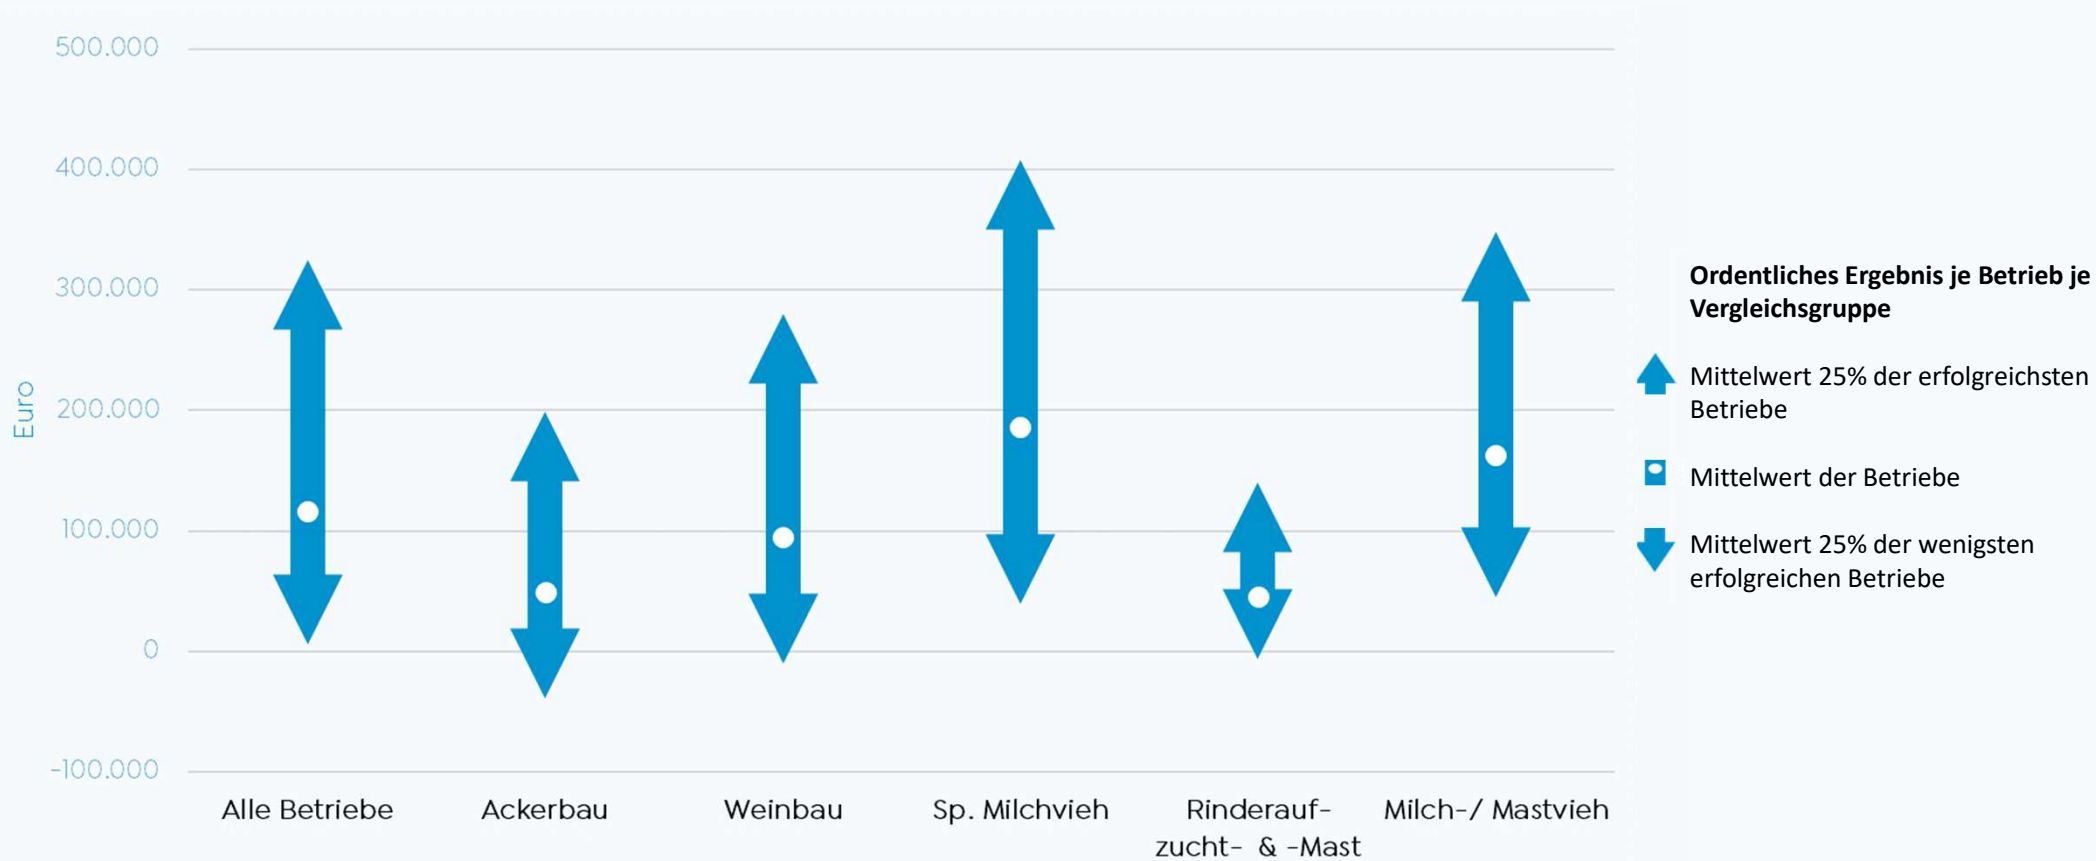 500.000
400.000
300.000
200.000
100.000
0
-100.000
Euro
Alle Betriebe
Ackerbau
Weinbau
Sp. Milchvieh
Rinderauf-
zucht- & -Mast
Milch-/ Mastvieh
Ordentliches Ergebnis je Betrieb je
Vergleichsgruppe
Mittelwert 25% der erfolgreichsten
Betriebe
Mittelwert der Betriebe
Mittelwert 25% der wenigsten
erfolgreichen Betriebe